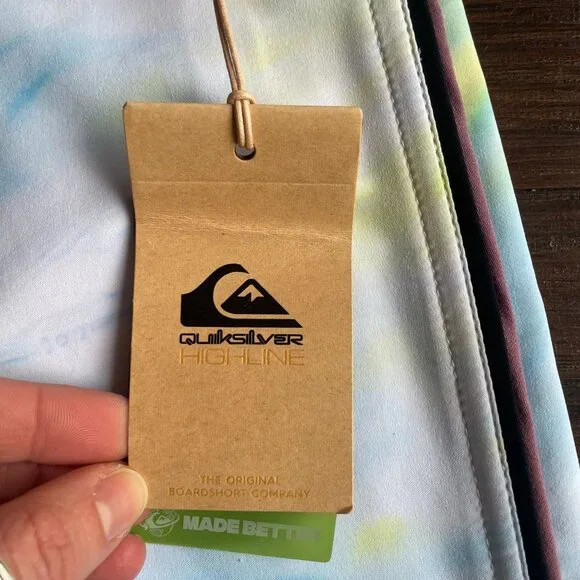 QUIKSILVER
HIGHLINE
THE ORIGINAL
BOARDSHORT COMPANY
MADE BETTER